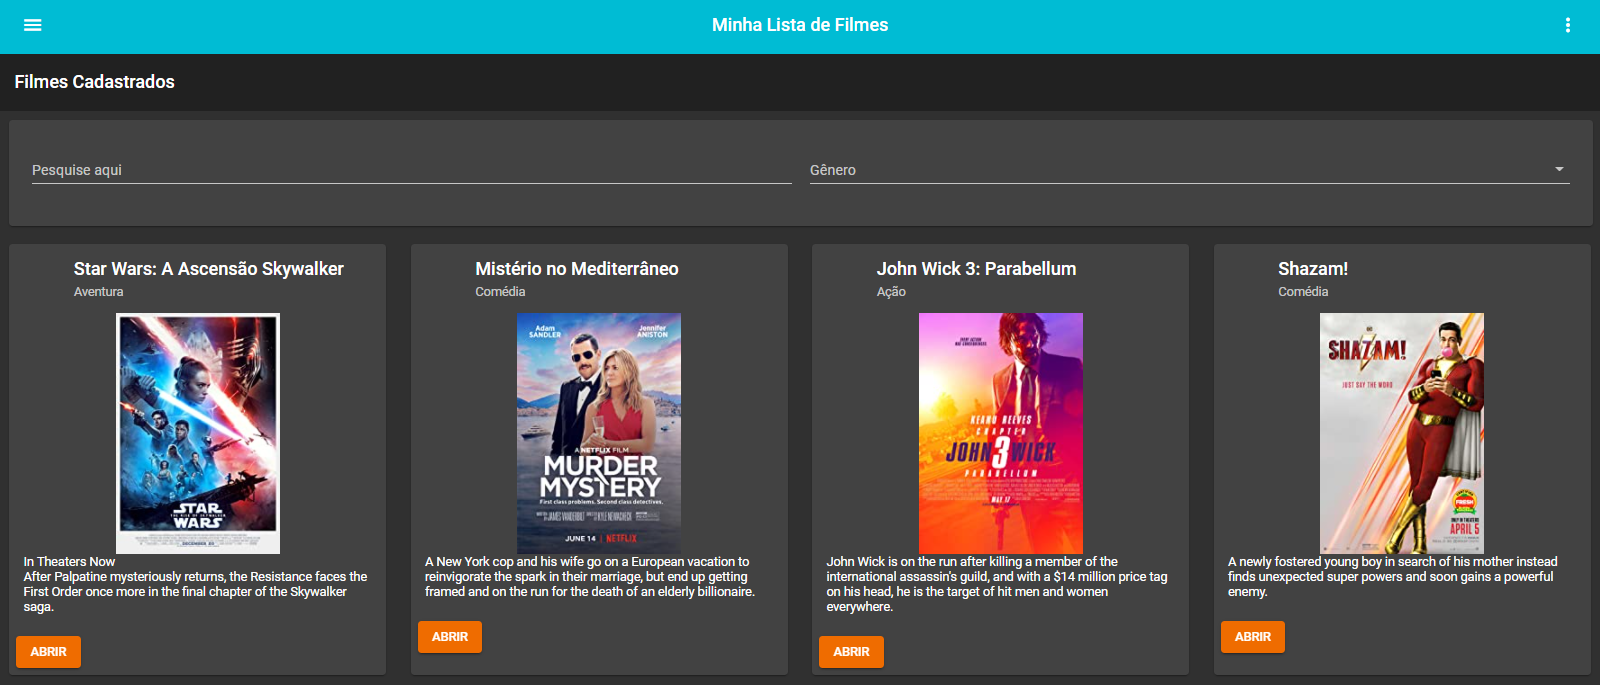 Minha Lista de Filmes
Filmes Cadastrados
Pesquise aqui
Gênero
Star Wars: A Ascensão Skywalker
Aventura
STAR
WARS
In Theaters Now
After Palpatine mysteriously returns, the Resistance faces the
First Order once more in the final chapter of the Skywalker
saga.
ABRIR
Mistério no Mediterrâneo
Comédia
Adam
SANDLER
Jennifer
ANISTON
A NETFLIX FILM
MURDER
MYSTERY
First class problems. Second class detectives.
JUNE 14 | NETFLIX
A New York cop and his wife go on a European vacation to
reinvigorate the spark in their marriage, but end up getting
framed and on the run for the death of an elderly billionaire.
ABRIR
John Wick 3: Parabellum
Ação
KEANU REEVES
CHAPTER
JOHN 3 WICK
PARABELLUM
MAY 17
John Wick is on the run after killing a member of the
international assassin's guild, and with a $14 million price tag
on his head, he is the target of hit men and women
everywhere.
ABRIR
Shazam!
Comédia
SHAZAM!
JUST SAY THE WORD
FRESH
ONLY IN THEATERS
APRIL 5
A newly fostered young boy in search of his mother instead
finds unexpected super powers and soon gains a powerful
enemy.
ABRIR